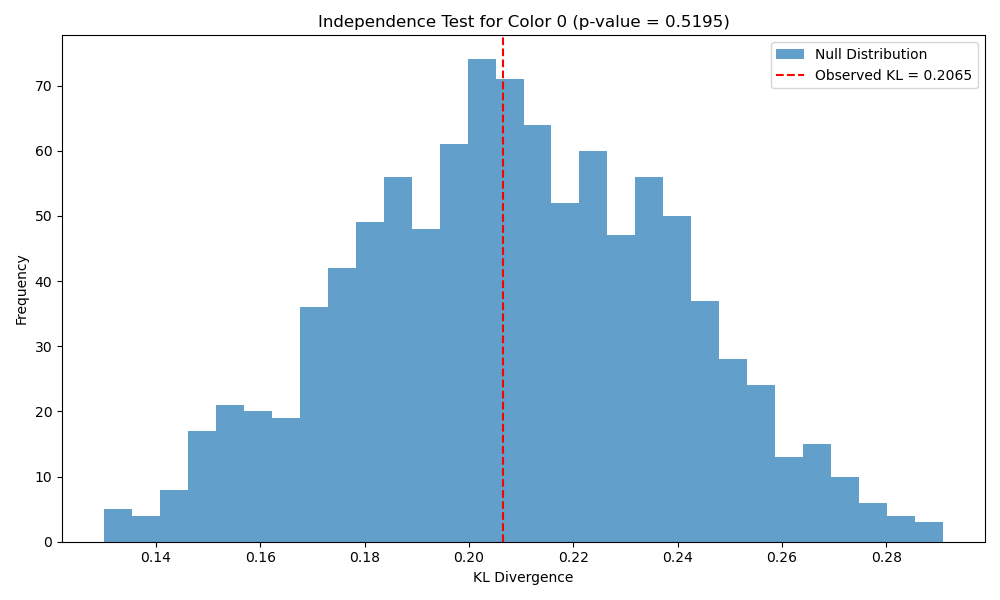 Independence Test for Color 0 (p-value = 0.5195)
Null Distribution
Observed KL = 0.2065
Frequency
70
60
50
40
30
20
10
0
0.14 0.16 0.18 0.20 0.22 0.24 0.26 0.28
KL Divergence